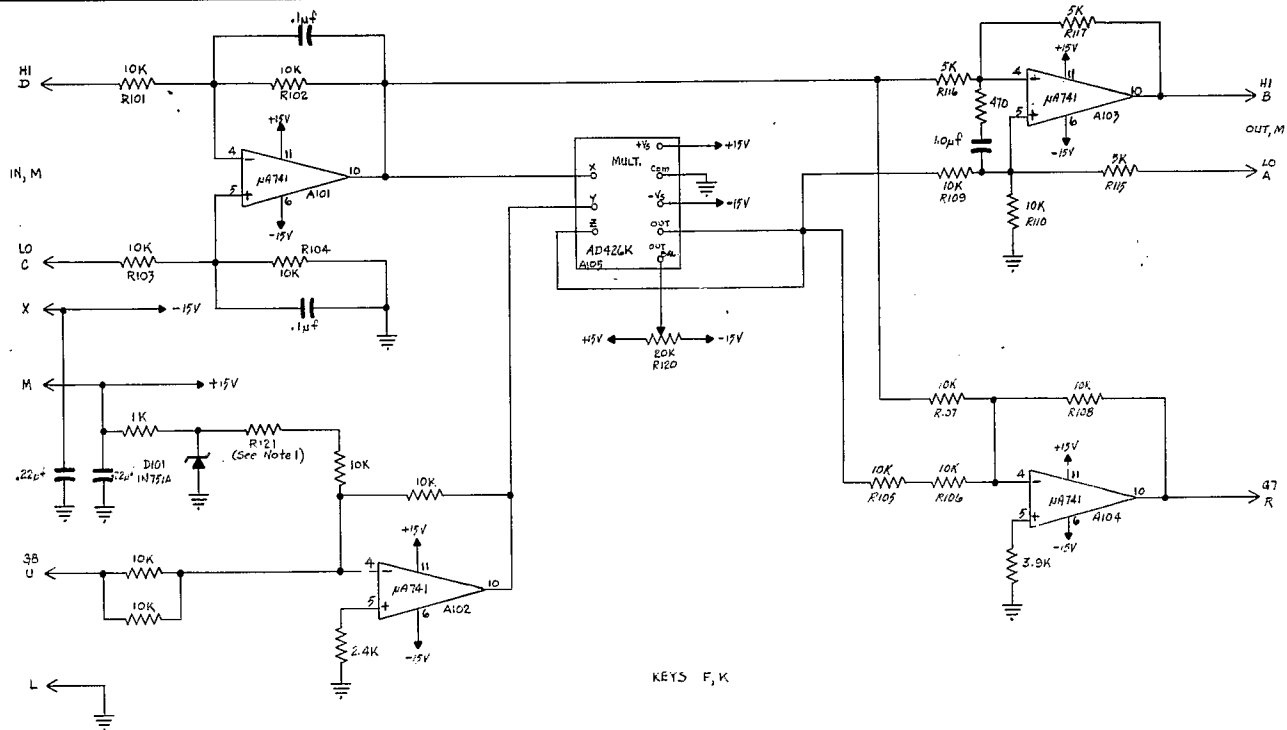 .1µf
10K
R102
HI
D
10K
R101
+15V
4
11
µA741
10
A101
5
6
-15V
IN, M
LO
C
10K
R103
R104
10K
.1µf
X
-15V
M
+15V
1K
R121
(See Note 1)
10K
D101
1N751A
.22µf
10K
38
U
10K
10K
+15V
4
11
µA741
10
A102
5
6
-15V
2.4K
L
+Vs
+15V
MULT.
X
Com
Y
-Vs
-15V
Z
OUT
AD426K
OUT
BAL
A105
+15V
-15V
20K
R120
5K
R117
+15V
5K
R116
4
11
470
µA741
10
A103
5
6
-15V
1.0µf
HI
B
OUT, M
LO
A
10K
R109
5K
R115
10K
R110
10K
10K
R108
+15V
10K
R105
10K
R106
4
11
µA741
10
A104
5
6
-15V
3.9K
R
KEYS F, K